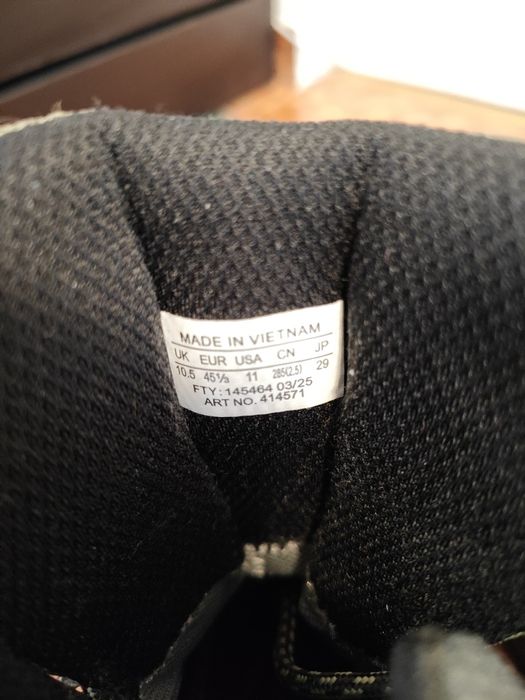 MADE IN VIETNAM
UK EUR USA CN JP
10.5 45⅓ 11 285(2.5) 29
FTY: 145464 03/25
ART NO. 414571